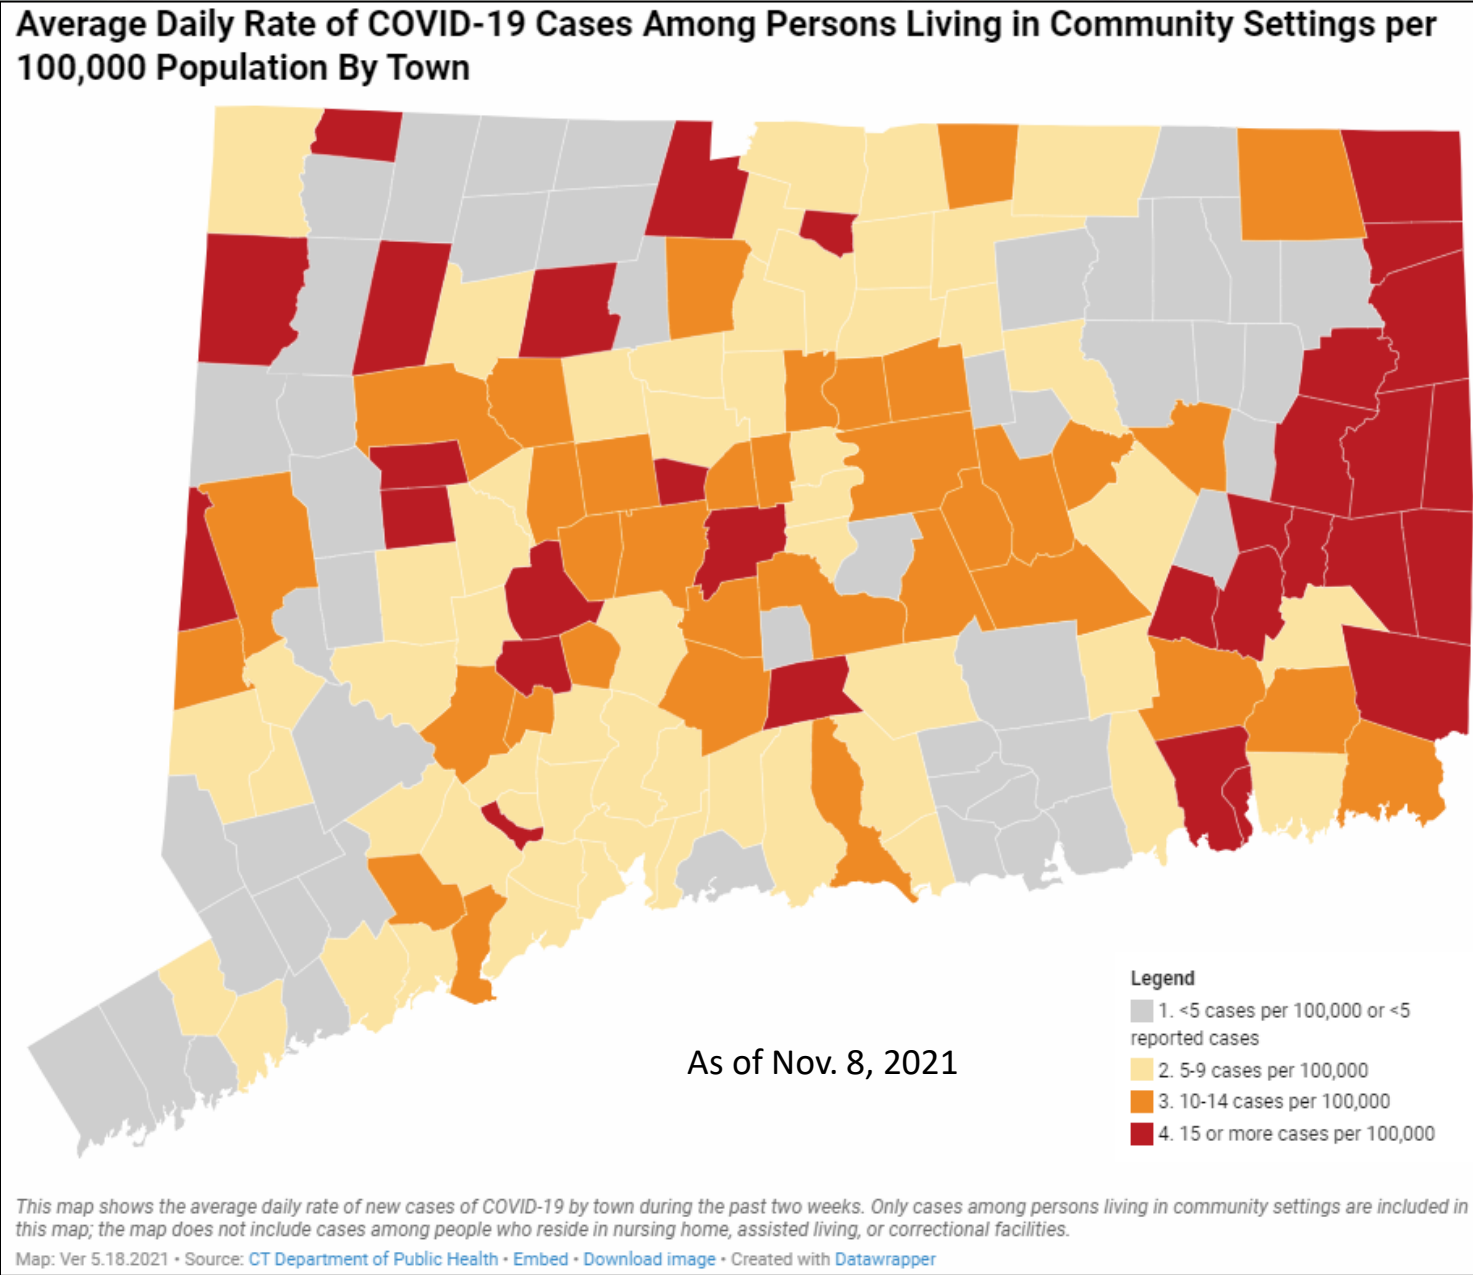 Average Daily Rate of COVID-19 Cases Among Persons Living in Community Settings per
100,000 Population By Town
As of Nov. 8, 2021
Legend
1. <5 cases per 100,000 or <5
reported cases
2. 5-9 cases per 100,000
3. 10-14 cases per 100,000
4. 15 or more cases per 100,000
This map shows the average daily rate of new cases of COVID-19 by town during the past two weeks. Only cases among persons living in community settings are included in
this map; the map does not include cases among people who reside in nursing home, assisted living, or correctional facilities.
Map: Ver 5.18.2021 • Source: CT Department of Public Health • Embed • Download image • Created with Datawrapper